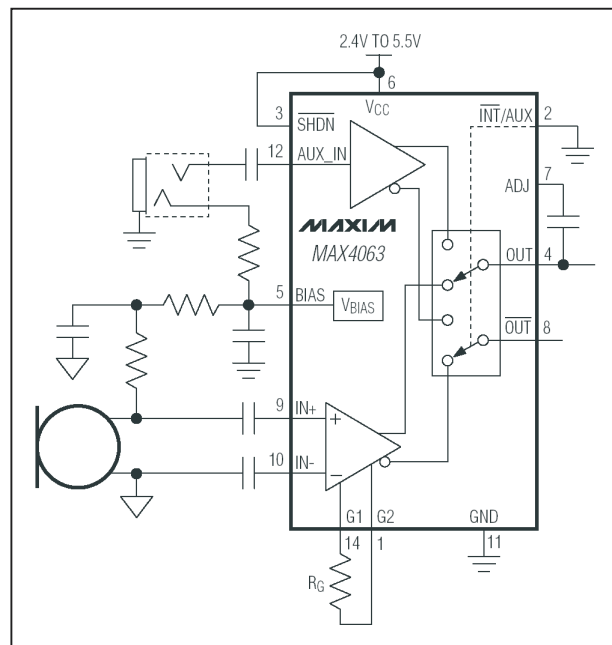 2.4V TO 5.5V
6
VCC
3
SHDN
INT/AUX
2
12
AUX_IN
7
ADJ
MAXIM
MAX4063
OUT
4
5
BIAS
VBIAS
OUT
8
9
IN+
+
10
IN-
−
G1
G2
GND
14
1
11
RG